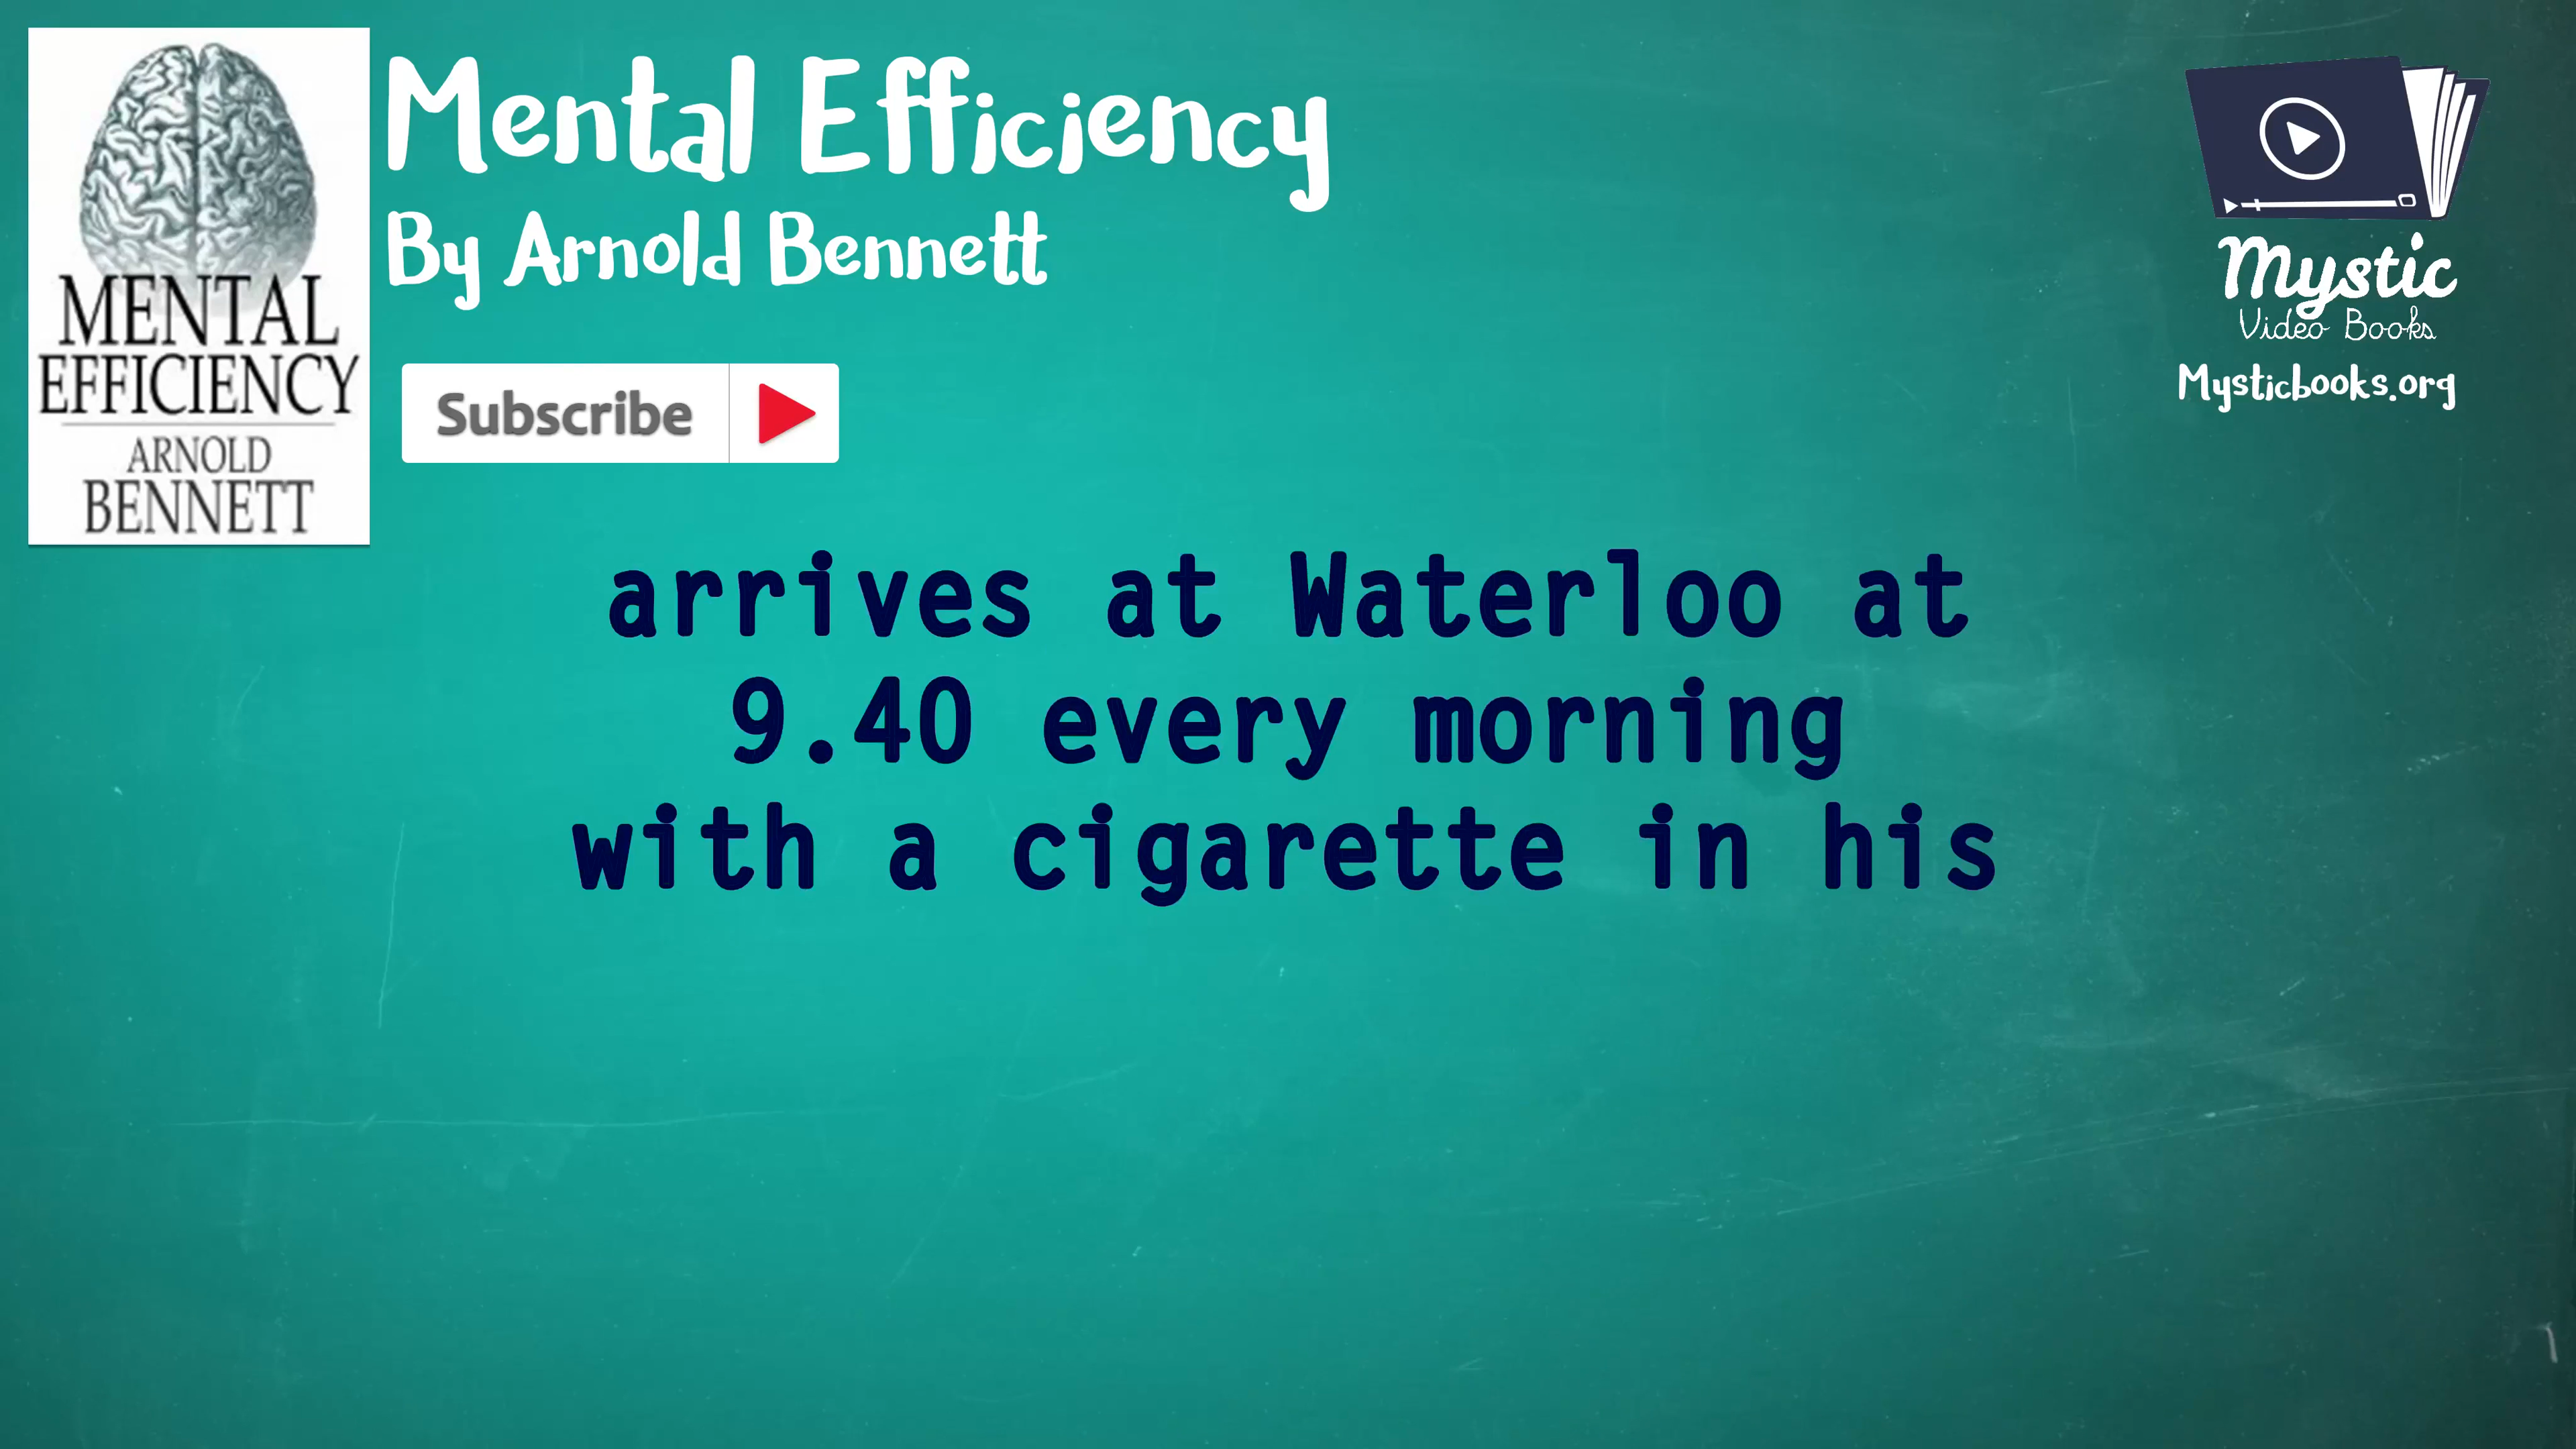 MENTAL
EFFICIENCY
ARNOLD
BENNETT
Mental Efficiency
By Arnold Bennett
Subscribe
Mystic
Video Books
Mysticbooks.org
arrives at Waterloo at
9.40 every morning
with a cigarette in his